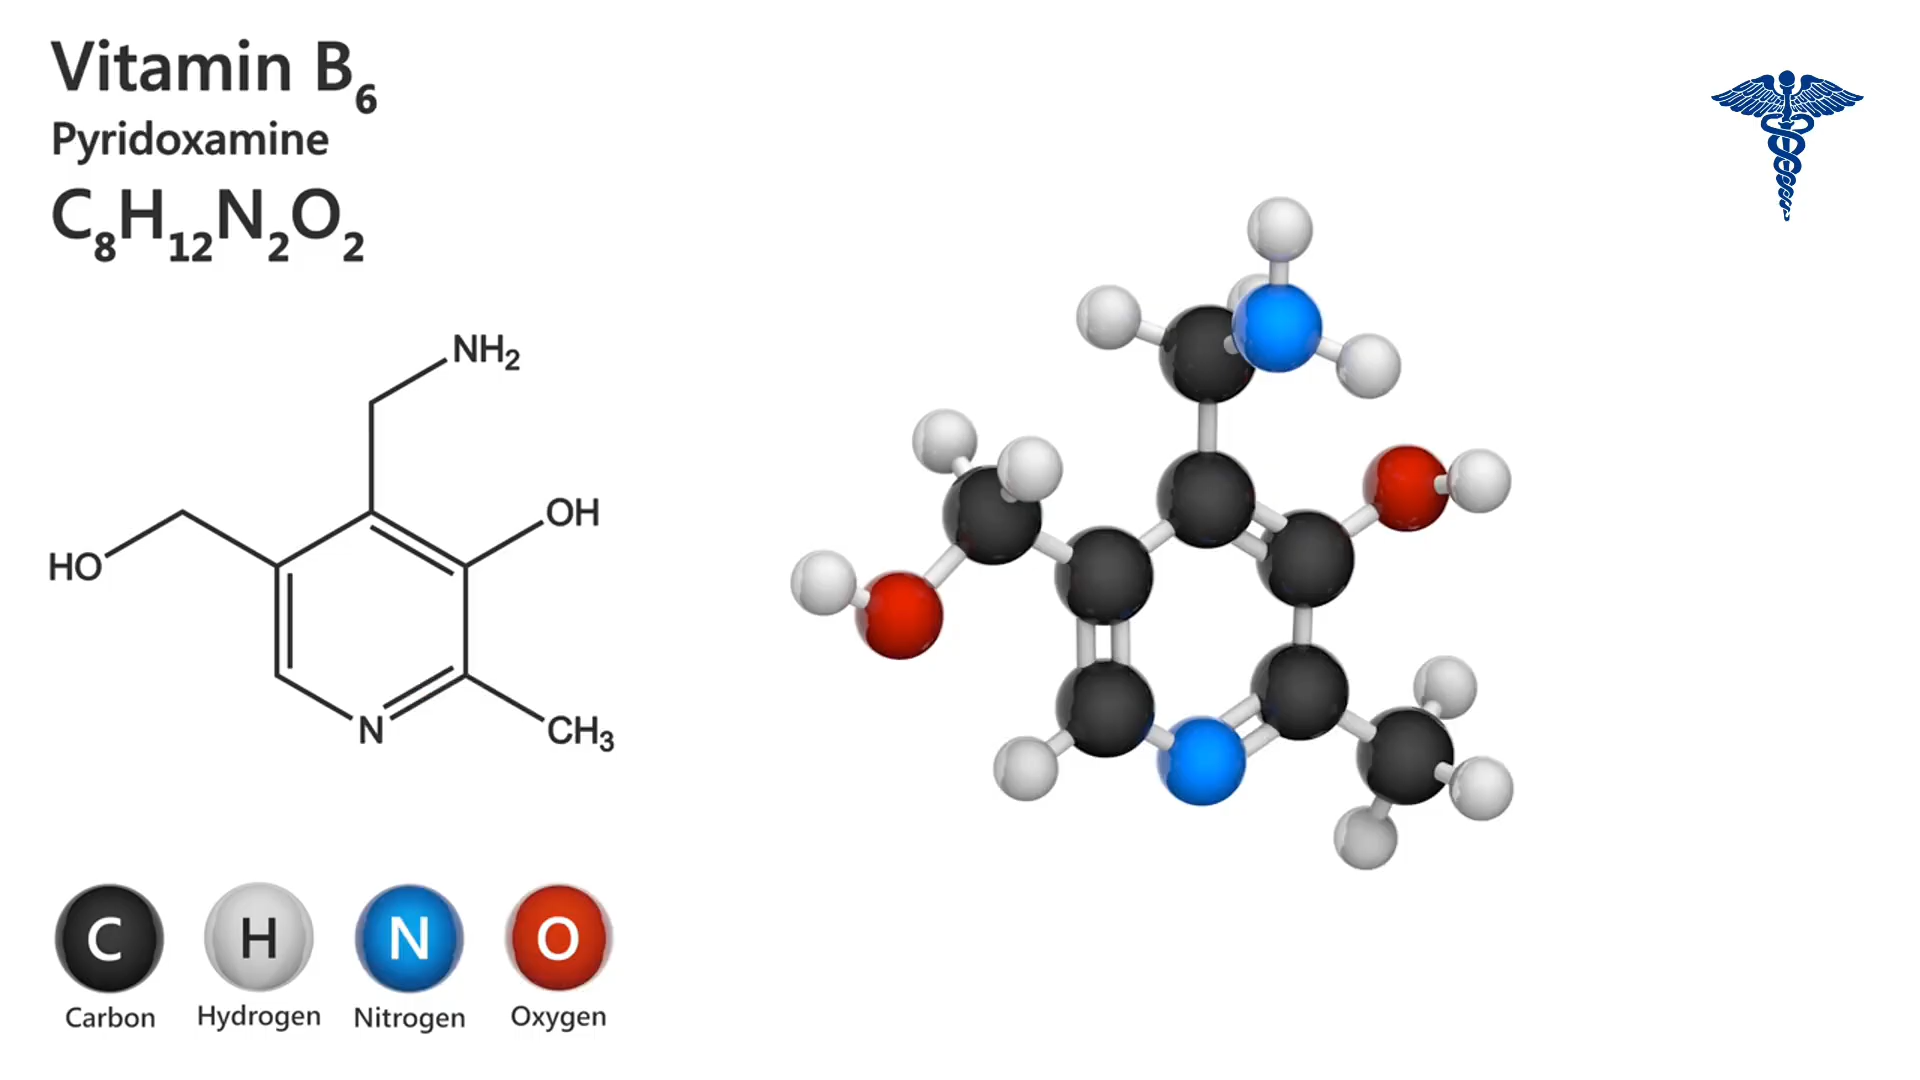 Vitamin B₆
Pyridoxamine
C₈H₁₂N₂O₂
NH₂
OH
HO
N
CH₃
C H N O
Carbon Hydrogen Nitrogen Oxygen